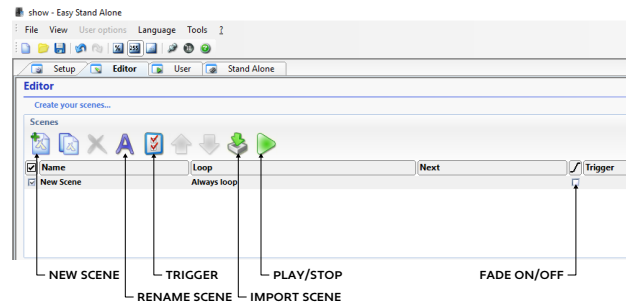 show - Easy Stand Alone
File View User options Language Tools ?
% 255
Setup Editor User Stand Alone
Editor
Create your scenes...
Scenes
Name Loop Next Trigger
New Scene Always loop
NEW SCENE TRIGGER PLAY/STOP FADE ON/OFF
RENAME SCENE IMPORT SCENE